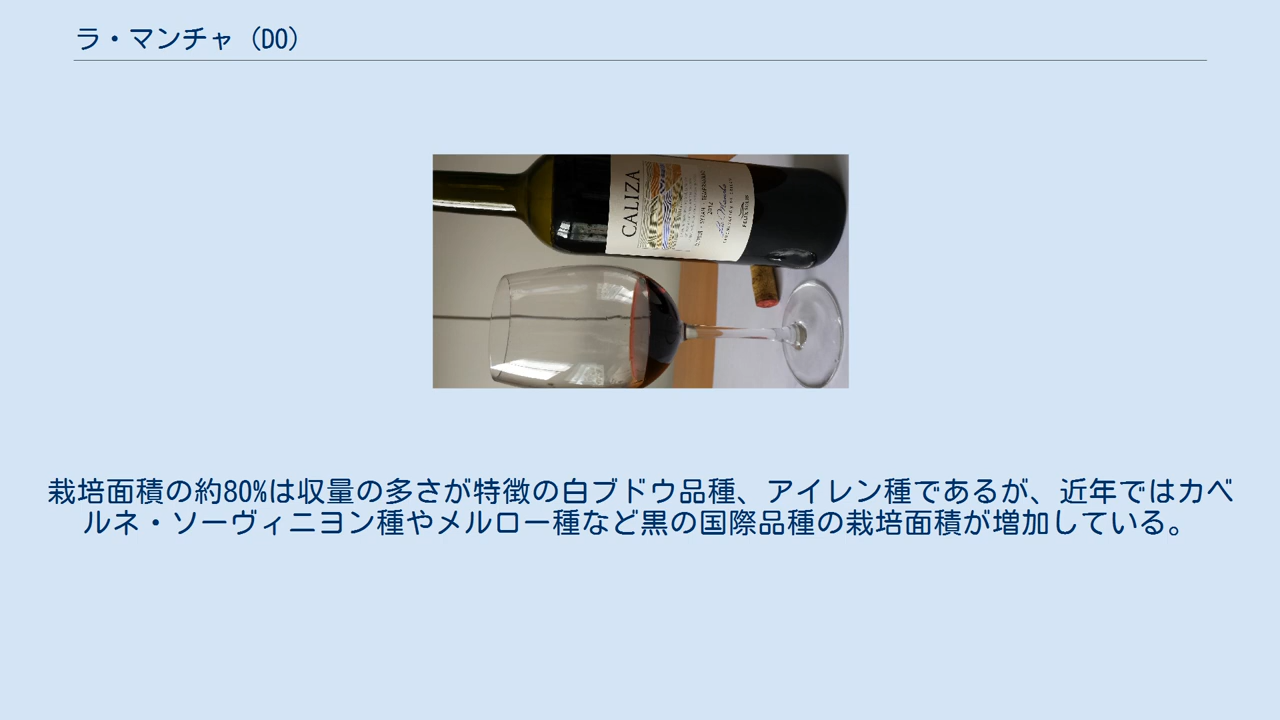 ラ・マンチャ (DO)
CALIZA
2012
栽培面積の約80%は収量の多さが特徴の白ブドウ品種、アイレン種であるが、近年ではカベ
ルネ・ソーヴィニヨン種やメルロー種など黒の国際品種の栽培面積が増加している。